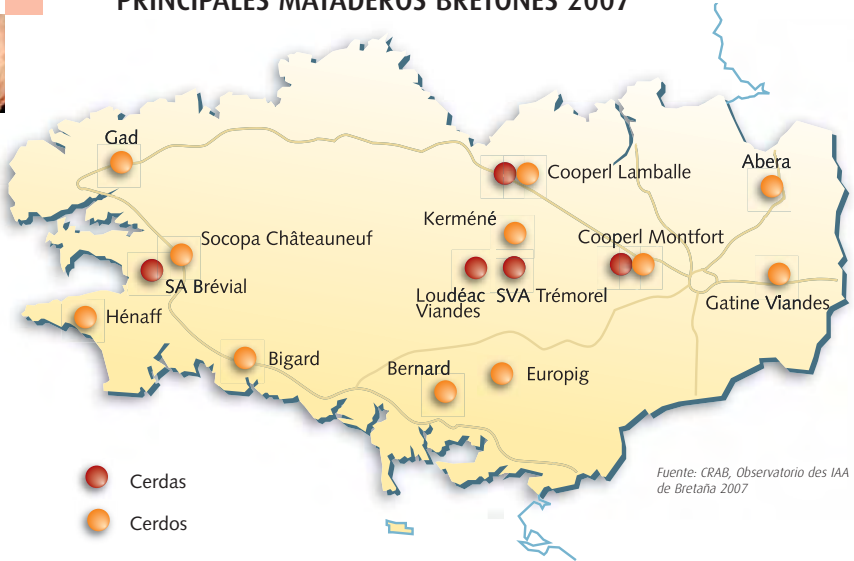 PRINCIPALES MATADEROS BRETONES 2007
Gad
Abera
Cooperl Lamballe
Kerméné
Socopa Châteauneuf
Cooperl Montfort
SA Brévial
Loudéac
Viandes
SVA Trémorel
Gatine Viandes
Hénaff
Bigard
Bernard
Europig
Cerdas
Cerdos
Fuente: CRAB, Observatorio des IAA
de Bretaña 2007